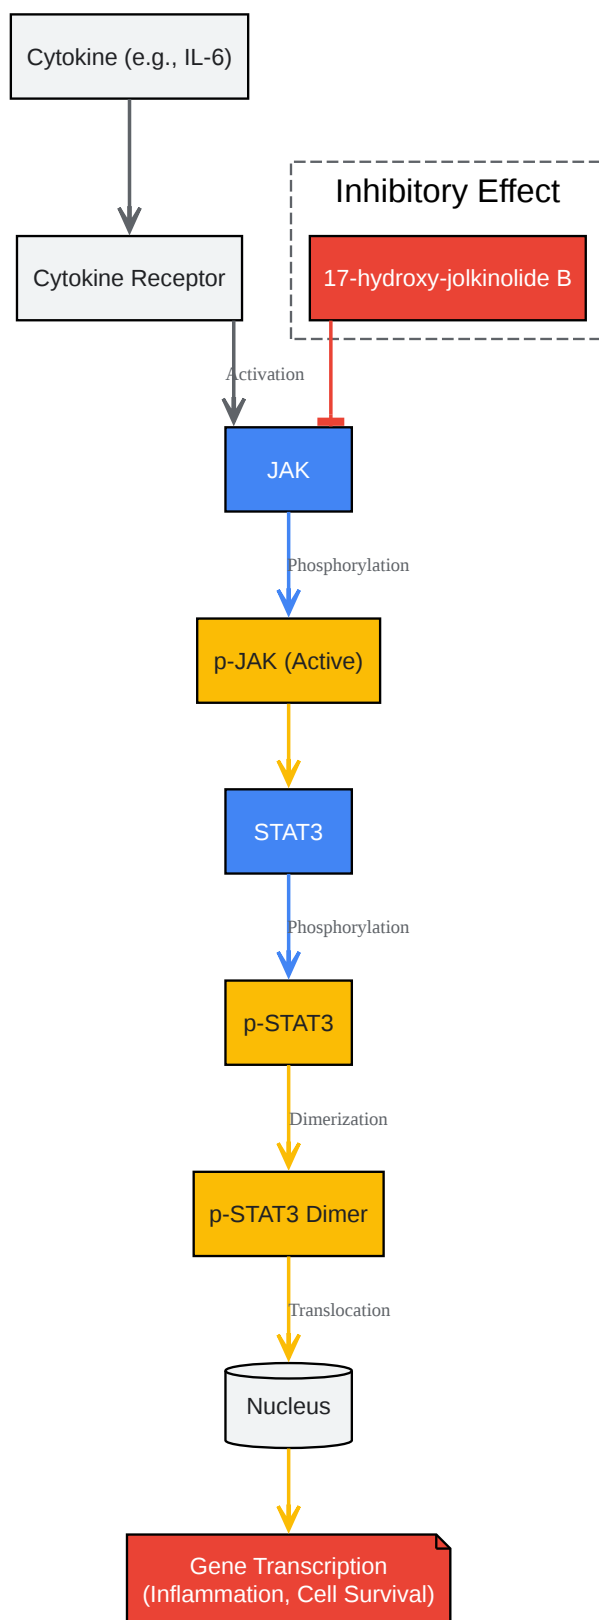 Cytokine (e.g., IL-6)
Inhibitory Effect
Cytokine Receptor
17-hydroxy-jolkinolide B
Activation
JAK
Phosphorylation
p-JAK (Active)
STAT3
Phosphorylation
p-STAT3
Dimerization
p-STAT3 Dimer
Translocation
Nucleus
Gene Transcription
(Inflammation, Cell Survival)